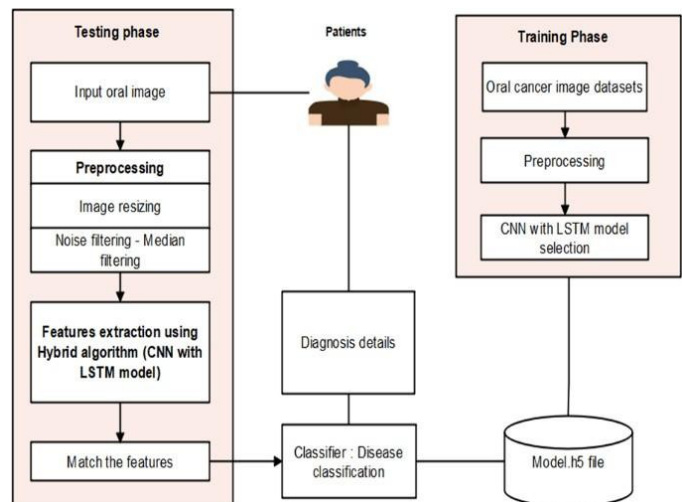 Testing phase
Input oral image
Preprocessing
Image resizing
Noise filtering - Median
filtering
Features extraction using
Hybrid algorithm (CNN with
LSTM model)
Match the features
Patients
Diagnosis details
Classifier : Disease
classification
Training Phase
Oral cancer image datasets
Preprocessing
CNN with LSTM model
selection
Model.h5 file